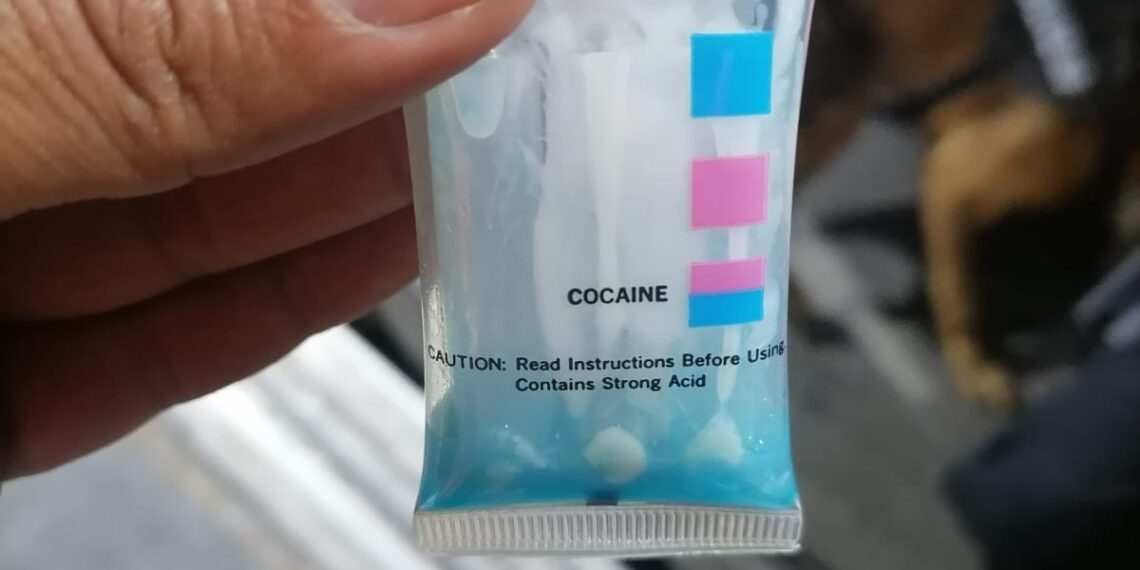 COCAINE
CAUTION: Read Instructions Before Using.
Contains Strong Acid